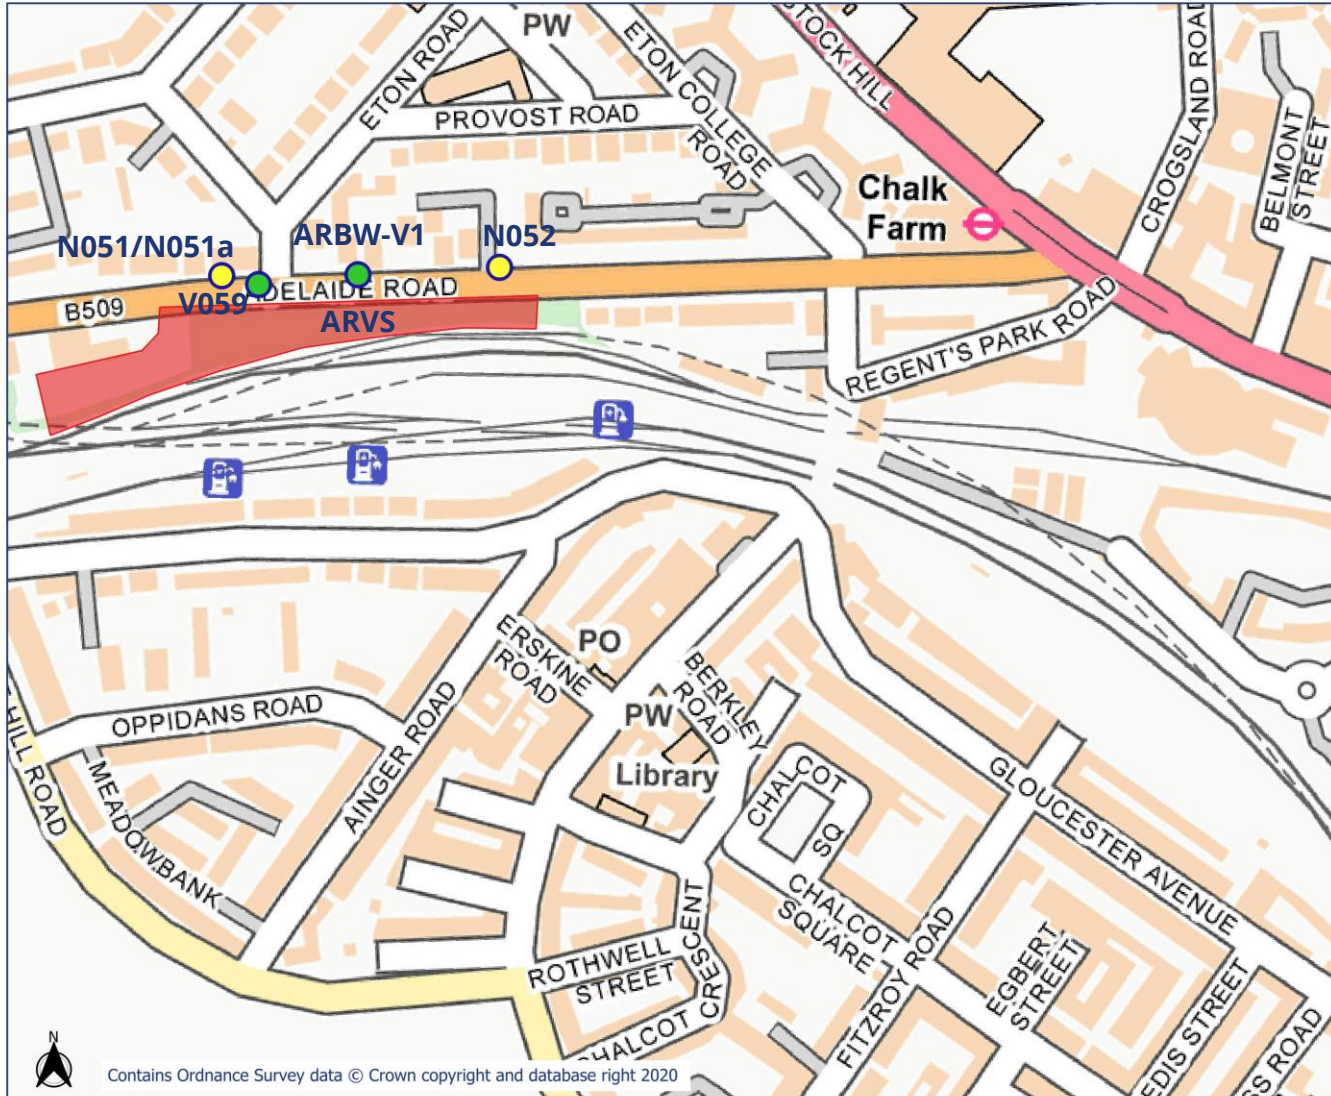 PW
ETON ROAD
ETON COLLEGE
ROAD
STOCK HILL
CROGSLAND ROAD
PROVOST ROAD
BELMONT
STREET
Chalk
Farm
N051/N051a
ARBW-V1
N052
B509
V059
ADELAIDE ROAD
ARVS
REGENT'S PARK ROAD
PO
ERSKINE
ROAD
BERKLEY
ROAD
PW
Library
OPPIDANS ROAD
HILL ROAD
MEADOWBANK
AINGER ROAD
CHALCOT
SQ
GLOUCESTER AVENUE
CHALCOT
SQUARE
CRESCENT
ROTHWELL
STREET
CHALCOT
FITZROY ROAD
EGBERT
STREET
EDIS STREET
SS ROAD
N
Contains Ordnance Survey data © Crown copyright and database right 2020